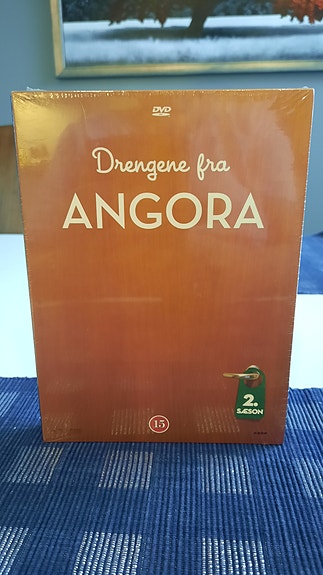 DVD
Drengene fra
ANGORA
2.
SÆSON
15